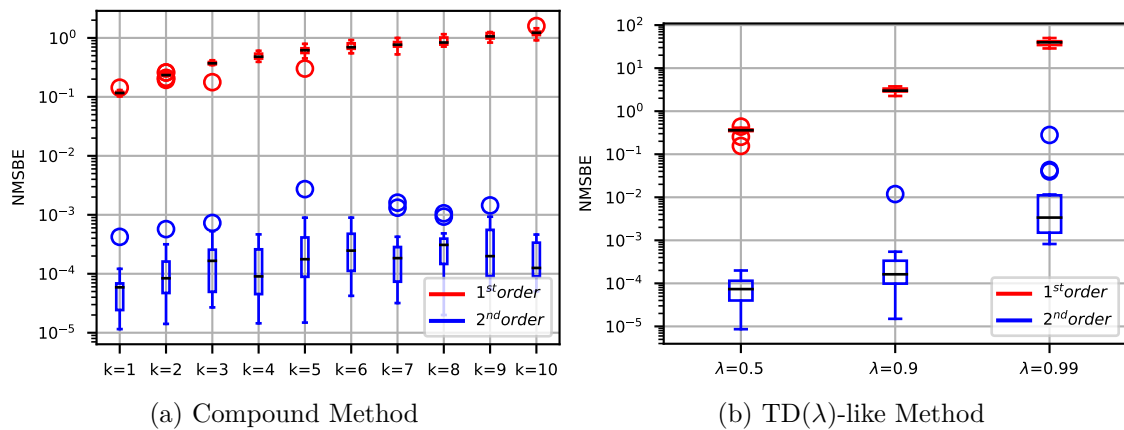 NMSBE
10^0
10^-1
10^-2
10^-3
10^-4
10^-5
1^st order
2^nd order
k=1 k=2 k=3 k=4 k=5 k=6 k=7 k=8 k=9 k=10
(a) Compound Method
NMSBE
10^2
10^1
10^0
10^-1
10^-2
10^-3
10^-4
10^-5
1^st order
2^nd order
λ=0.5 λ=0.9 λ=0.99
(b) TD(λ)-like Method